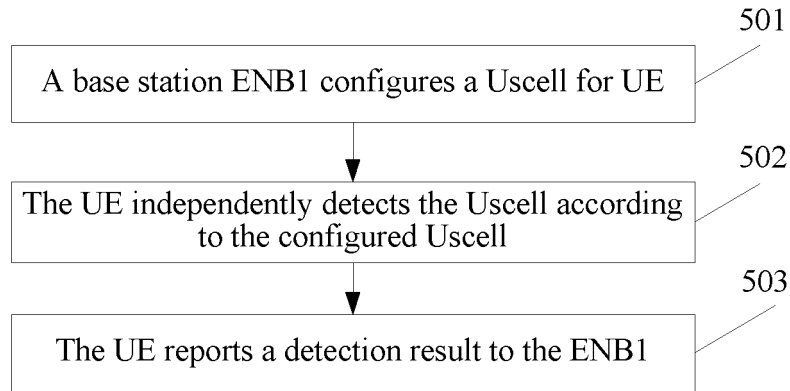 501
A base station ENB1 configures a Uscell for UE
502
The UE independently detects the Uscell according
to the configured Uscell
503
The UE reports a detection result to the ENB1